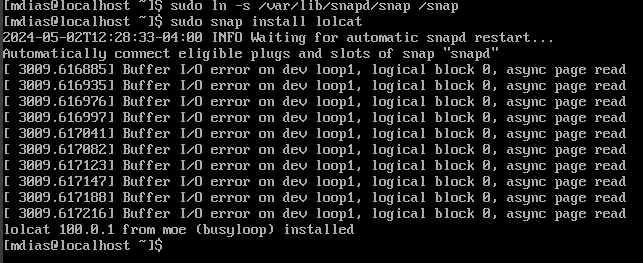 [mdias@localhost ~]$ sudo ln -s /var/lib/snapd/snap /snap
[mdias@localhost ~]$ sudo snap install lolcat
2024-05-02T12:28:33-04:00 INFO Waiting for automatic snapd restart...
Automatically connect eligible plugs and slots of snap "snapd"
[ 3009.616885] Buffer I/O error on dev loop1, logical block 0, async page read
[ 3009.616935] Buffer I/O error on dev loop1, logical block 0, async page read
[ 3009.616976] Buffer I/O error on dev loop1, logical block 0, async page read
[ 3009.616997] Buffer I/O error on dev loop1, logical block 0, async page read
[ 3009.617041] Buffer I/O error on dev loop1, logical block 0, async page read
[ 3009.617082] Buffer I/O error on dev loop1, logical block 0, async page read
[ 3009.617123] Buffer I/O error on dev loop1, logical block 0, async page read
[ 3009.617147] Buffer I/O error on dev loop1, logical block 0, async page read
[ 3009.617188] Buffer I/O error on dev loop1, logical block 0, async page read
[ 3009.617216] Buffer I/O error on dev loop1, logical block 0, async page read
lolcat 100.0.1 from moe (busyloop) installed
[mdias@localhost ~]$